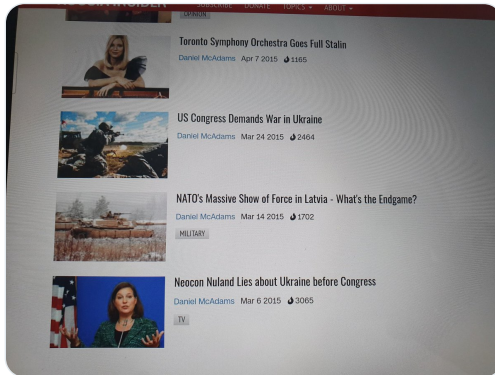 SUBSCRIBE DONATE TOPICS ABOUT
OPINION
Toronto Symphony Orchestra Goes Full Stalin
Daniel McAdams Apr 7 2015 1165
US Congress Demands War in Ukraine
Daniel McAdams Mar 24 2015 2464
NATO's Massive Show of Force in Latvia - What's the Endgame?
Daniel McAdams Mar 14 2015 1702
MILITARY
Neocon Nuland Lies about Ukraine before Congress
Daniel McAdams Mar 6 2015 3065
TV